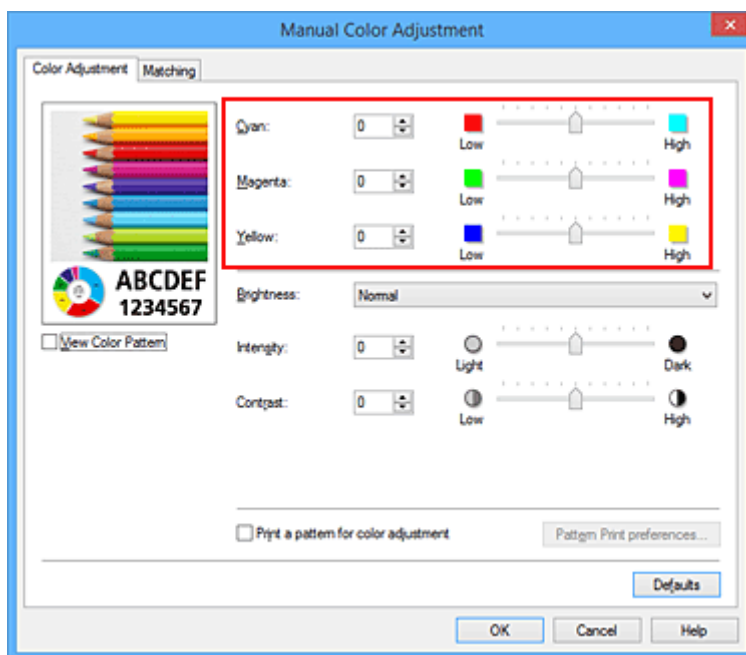 Manual Color Adjustment
Color Adjustment Matching
Cyan: 0 Low High
Magenta: 0 Low High
Yellow: 0 Low High
ABCDEF
1234567
Brightness: Normal
View Color Pattern
Intensity: 0 Light Dark
Contrast: 0 Low High
Print a pattern for color adjustment Pattern Print preferences...
Defaults
OK Cancel Help